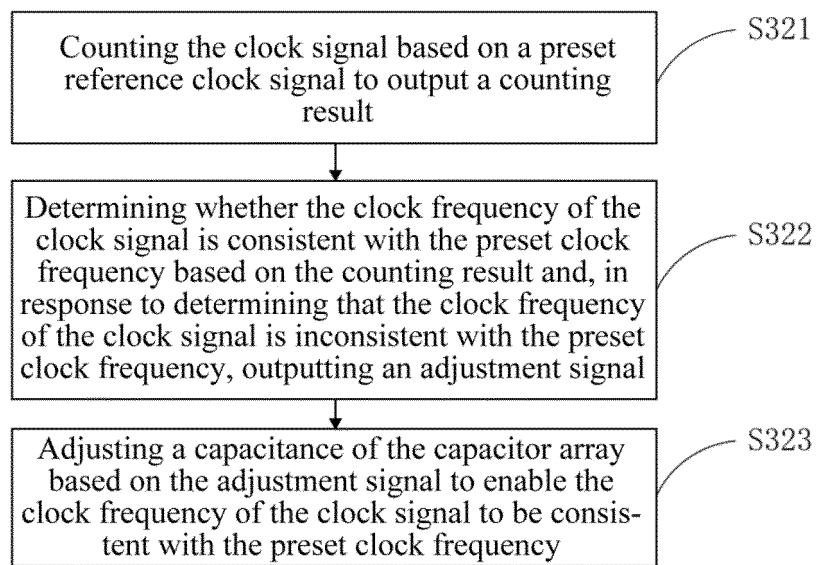 Counting the clock signal based on a preset
reference clock signal to output a counting
result
S321
Determining whether the clock frequency of the
clock signal is consistent with the preset clock
frequency based on the counting result and, in
response to determining that the clock frequency
of the clock signal is inconsistent with the preset
clock frequency, outputting an adjustment signal
S322
Adjusting a capacitance of the capacitor array
based on the adjustment signal to enable the
clock frequency of the clock signal to be consis-
tent with the preset clock frequency
S323